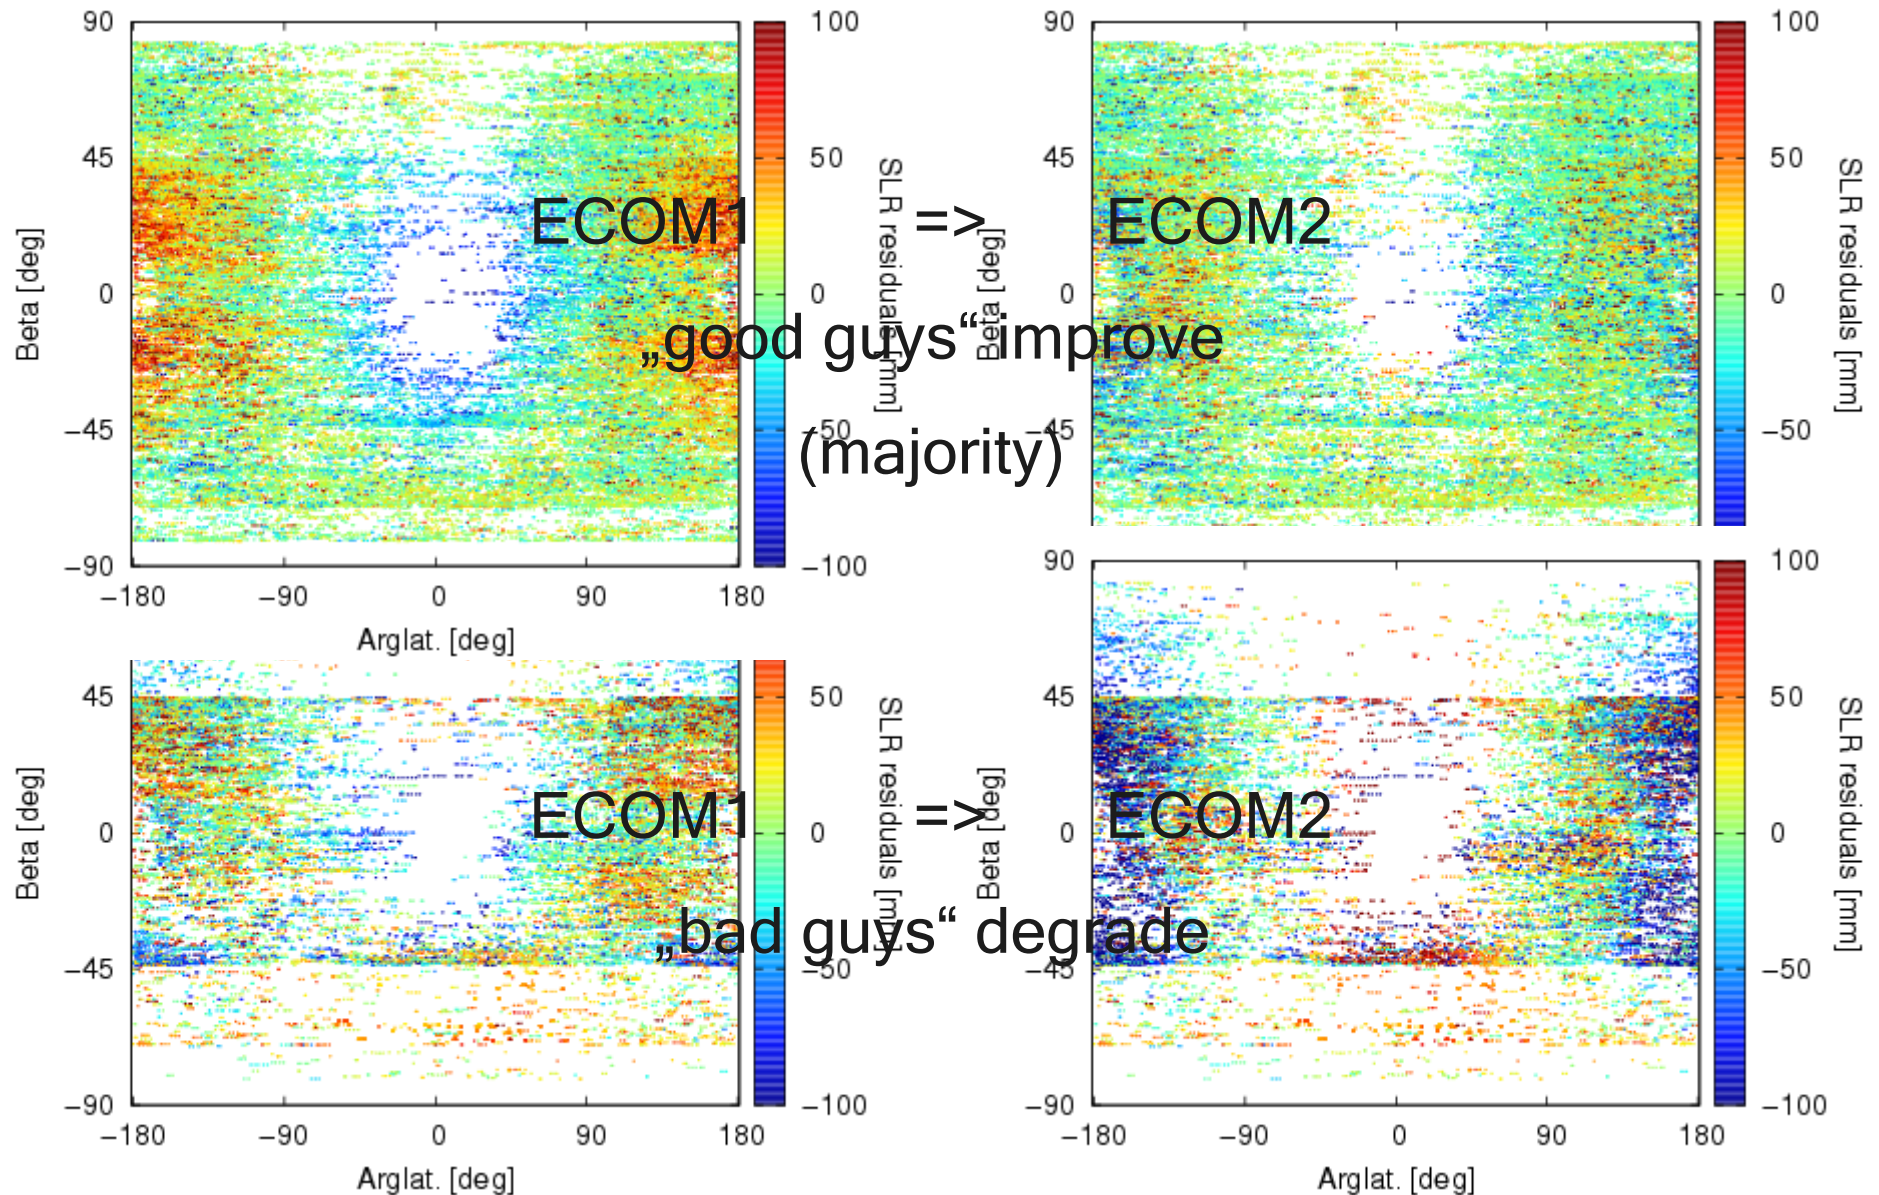 90
45
0
−45
−90
Beta [deg]
−180 −90 0 90 180
Arglat. [deg]
100
50
0
−50
−100
SLR residuals [mm]
90
45
0
−45
Beta [deg]
100
50
0
−50
SLR residuals [mm]
ECOM1 => ECOM2
„good guys“ improve
(majority)
45
0
−45
−90
Beta [deg]
−180 −90 0 90 180
Arglat. [deg]
50
0
−50
−100
SLR residuals [mm]
90
45
0
−45
−90
Beta [deg]
−180 −90 0 90 180
Arglat. [deg]
100
50
0
−50
−100
SLR residuals [mm]
ECOM1 => ECOM2
„bad guys“ degrade